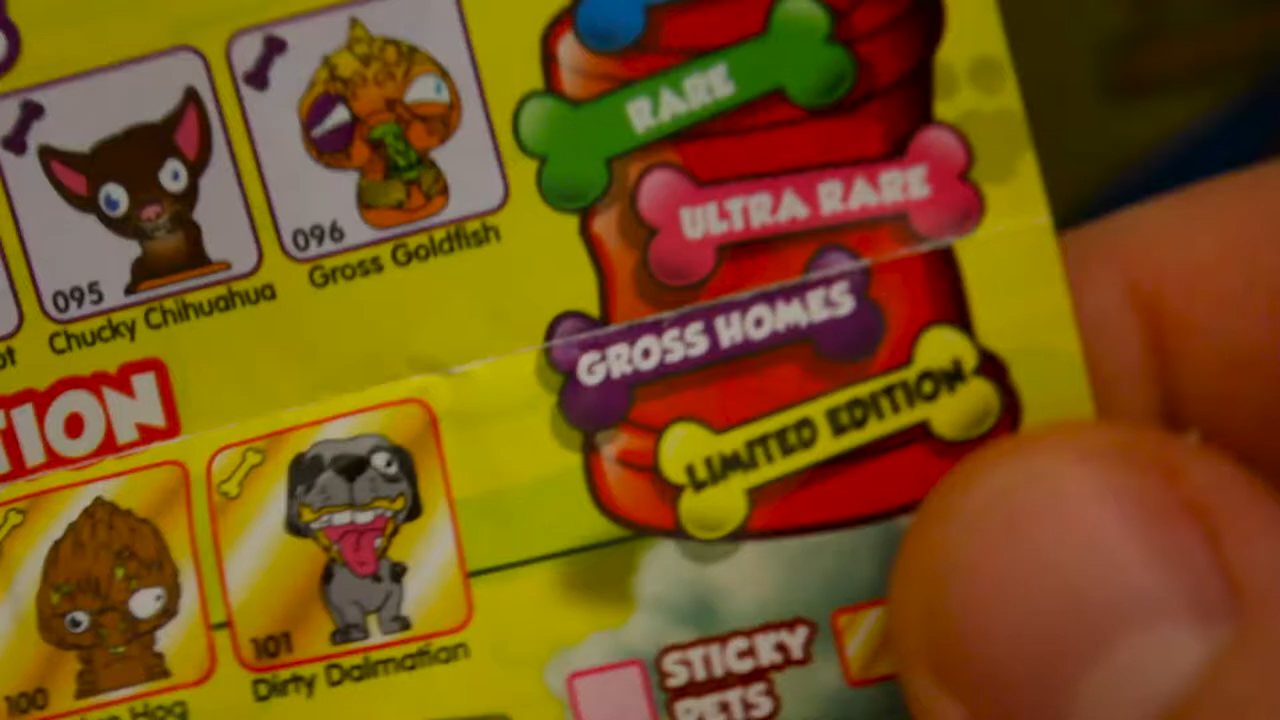 RARE
ULTRA RARE
GROSS HOMES
LIMITED EDITION
095
Chucky Chihuahua
096
Gross Goldfish
TION
100
Hog
101
Dirty Dalmatian
STICKY
PETS